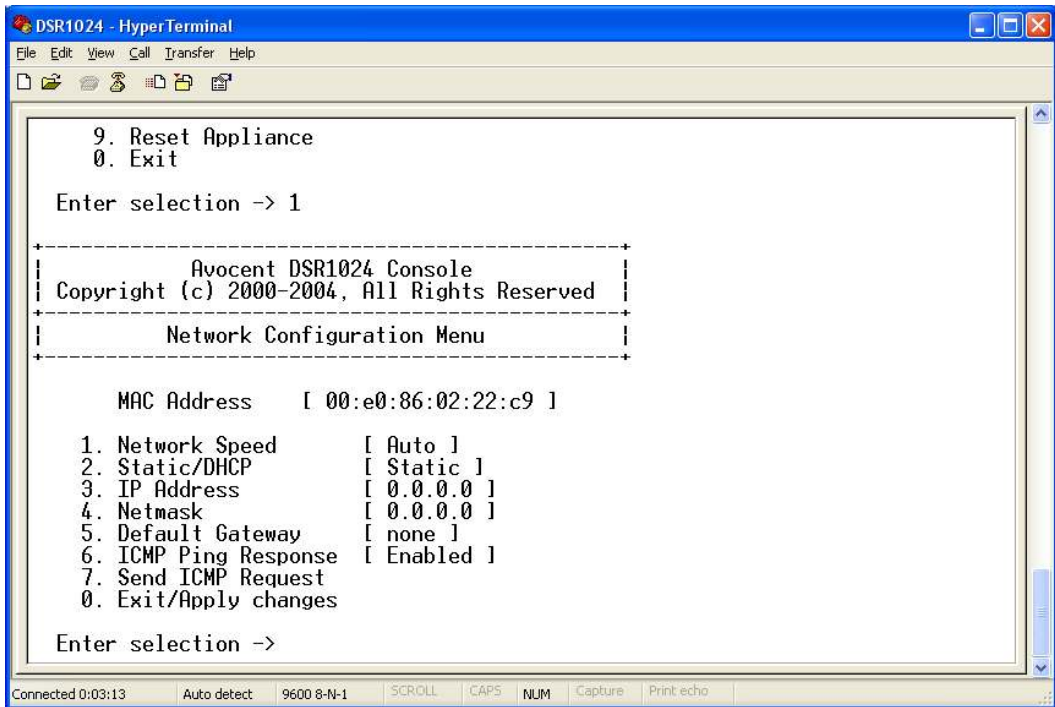 DSR1024 - HyperTerminal
File Edit View Call Transfer Help
9. Reset Appliance
0. Exit
Enter selection -> 1
+-----------------------------------------------+
| Avocent DSR1024 Console |
| Copyright (c) 2000-2004, All Rights Reserved |
+-----------------------------------------------+
| Network Configuration Menu |
+-----------------------------------------------+
MAC Address [ 00:e0:86:02:22:c9 ]
1. Network Speed [ Auto ]
2. Static/DHCP [ Static ]
3. IP Address [ 0.0.0.0 ]
4. Netmask [ 0.0.0.0 ]
5. Default Gateway [ none ]
6. ICMP Ping Response [ Enabled ]
7. Send ICMP Request
0. Exit/Apply changes
Enter selection ->
Connected 0:03:13 Auto detect 9600 8-N-1 SCROLL CAPS NUM Capture Print echo